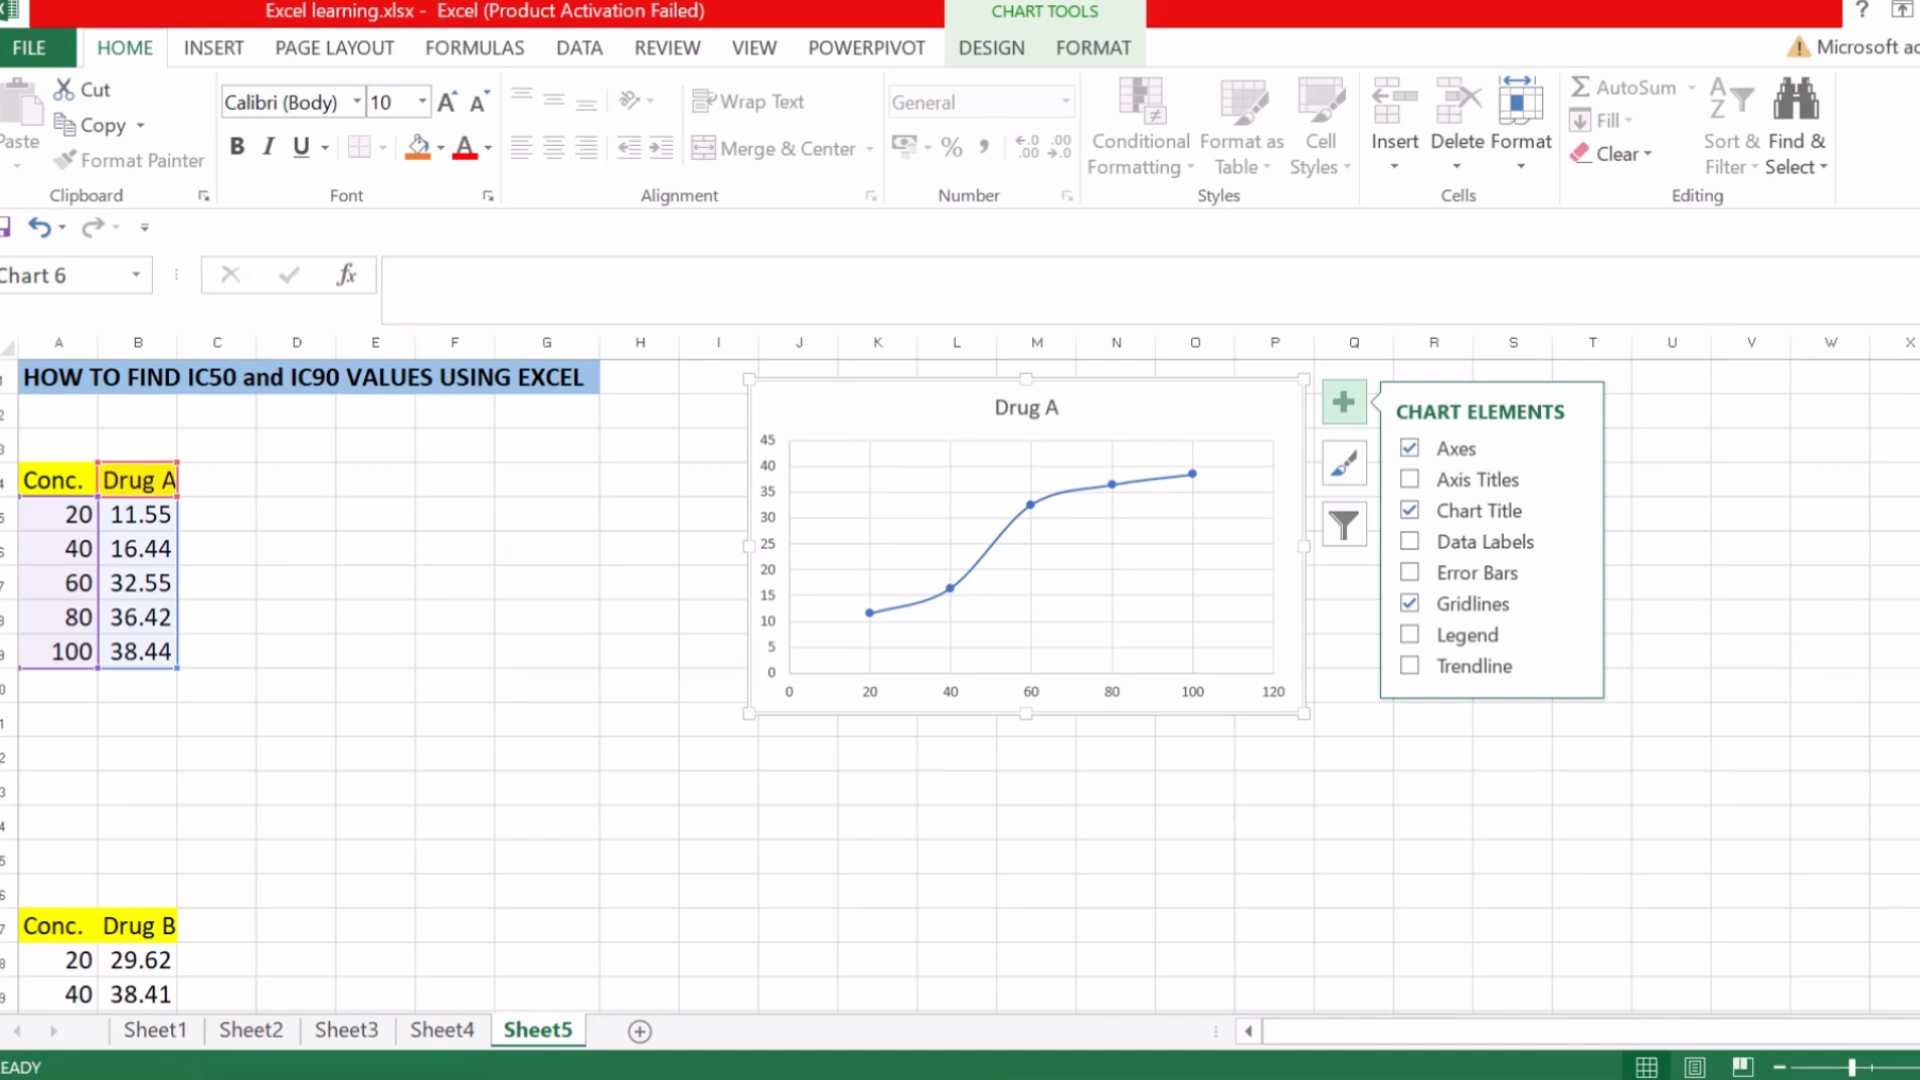 Excel learning.xlsx - Excel (Product Activation Failed)
CHART TOOLS
?
FILE HOME INSERT PAGE LAYOUT FORMULAS DATA REVIEW VIEW POWERPIVOT DESIGN FORMAT
Microsoft ac
Cut
Copy
Format Painter
Paste
Clipboard
Calibri (Body) 10 A A
B I U A
Font
Wrap Text
Merge & Center
Alignment
General
% , .00 .00
Number
Conditional Formatting
Format as Table
Cell Styles
Styles
Insert Delete Format
Cells
AutoSum
Fill
Clear
Sort & Filter
Find & Select
Editing
Chart 6
fx
A B C D E F G H I J K L M N O P Q R S T U V W X
HOW TO FIND IC50 and IC90 VALUES USING EXCEL
Conc. Drug A
20 11.55
40 16.44
60 32.55
80 36.42
100 38.44
Drug A
45
40
35
30
25
20
15
10
5
0
0 20 40 60 80 100 120
CHART ELEMENTS
Axes
Axis Titles
Chart Title
Data Labels
Error Bars
Gridlines
Legend
Trendline
Conc. Drug B
20 29.62
40 38.41
Sheet1 Sheet2 Sheet3 Sheet4 Sheet5
EADY